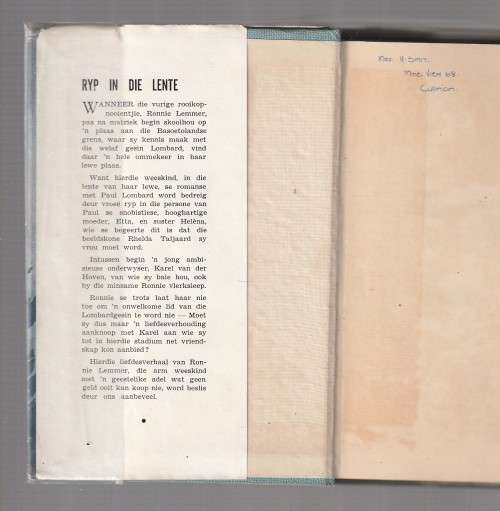 RYP IN DIE LENTE
WANNEER die vurige rooikop-
nooientjie, Ronnie Lemmer,
pas na matriek begin skoolhou op
'n plaas aan die Basoetolandse
grens, waar sy kennis maak met
die welaf gesin Lombard, vind
daar 'n hele ommekeer in haar
lewe plaas.
Want hierdie weeskind, in die
lente van haar lewe, se romanse
met Paul Lombard word bedreig
deur vrose ryp in die persone van
Paul se snobistiese, hooghartige
moeder, Etta, en suster Heléna,
wie se begeerte dit is dat die
beeldskone Rhelda Taljaard sy
vrou moet word.
Intussen begin 'n jong ambi-
sieuse onderwyser, Karel van der
Hoven, van wie sy baie hou, ook
by die minsame Ronnie vlerksleep.
Ronnie se trots laat haar nie
toe om 'n onwelkome lid van die
Lombardgesin te word nie — Moet
sy dus maar 'n liefdesverhouding
aanknoop met Karel aan wie sy
tot in hierdie stadium net vriend-
skap kon aanbied?
Hierdie liefdesverhaal van Ron-
nie Lemmer, die arm weeskind
met 'n geestelike adel wat geen
geld ooit kan koop nie, word beslis
deur ons aanbeveel.
H. Smit.